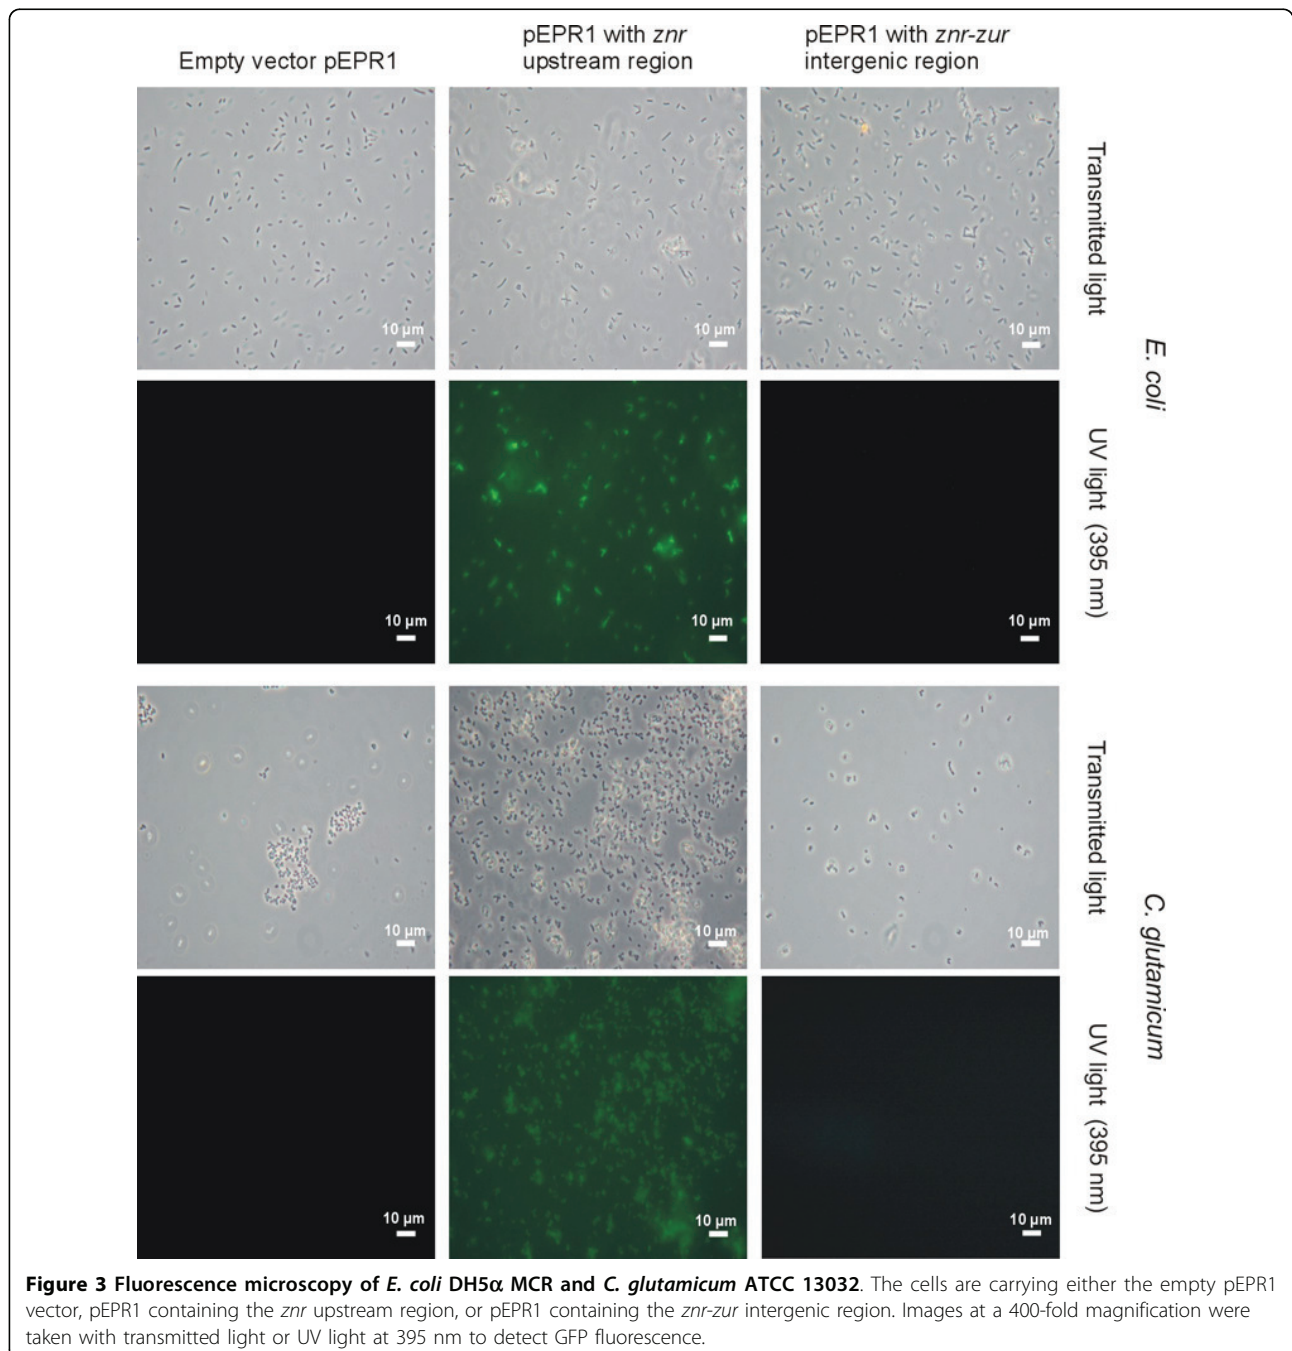 Empty vector pEPR1
pEPR1 with znr
upstream region
pEPR1 with znr-zur
intergenic region
10 µm
10 µm
10 µm
Transmitted light
10 µm
10 µm
10 µm
UV light (395 nm)
E. coli
10 µm
10 µm
10 µm
Transmitted light
10 µm
10 µm
10 µm
UV light (395 nm)
C. glutamicum
Figure 3 Fluorescence microscopy of E. coli DH5α MCR and C. glutamicum ATCC 13032. The cells are carrying either the empty pEPR1
vector, pEPR1 containing the znr upstream region, or pEPR1 containing the znr-zur intergenic region. Images at a 400-fold magnification were
taken with transmitted light or UV light at 395 nm to detect GFP fluorescence.